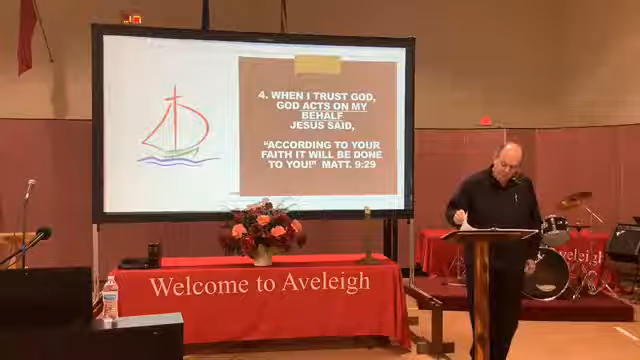 4. WHEN I TRUST GOD,
GOD ACTS ON MY
BEHALF
JESUS SAID,
"ACCORDING TO YOUR
FAITH IT WILL BE DONE
TO YOU!" MATT. 9:29
Welcome to Aveleigh
Aveleigh